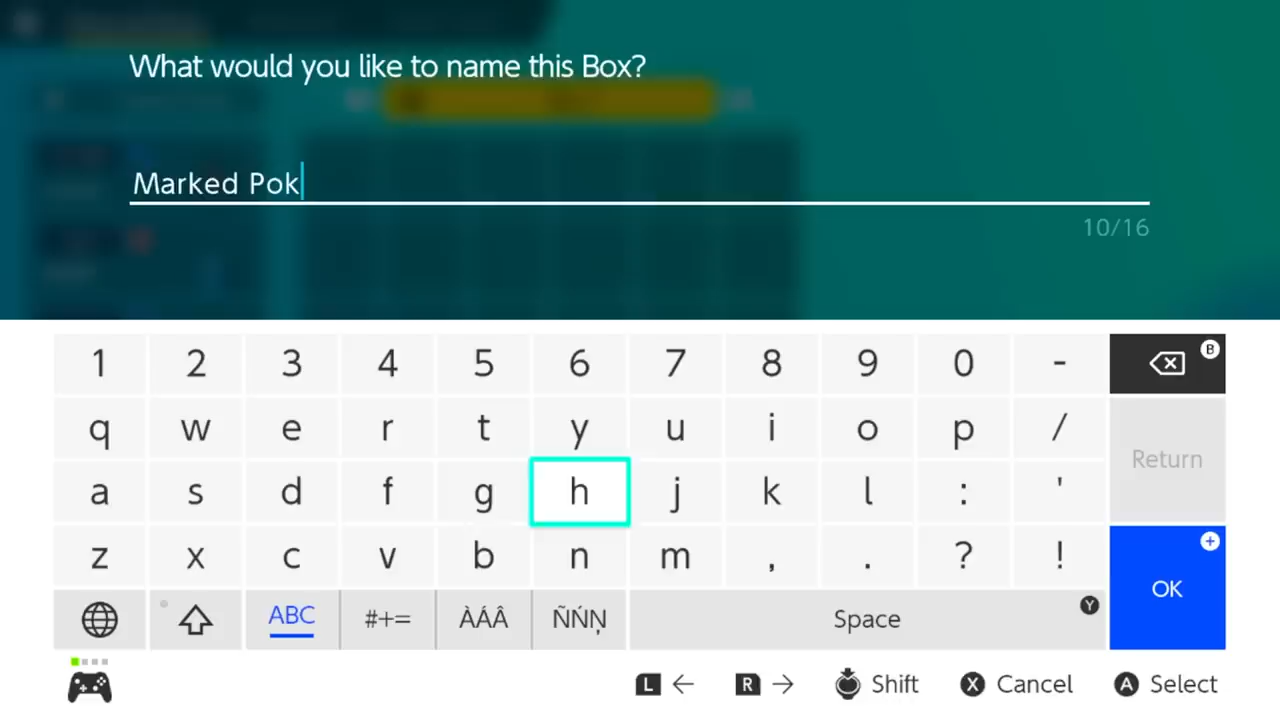 What would you like to name this Box?
Marked Pok
10/16
1 2 3 4 5 6 7 8 9 0 - B
q w e r t y u i o p / Return
a s d f g h j k l : '
z x c v b n m , . ? ! + OK
ABC #+= ÀÁÂ ÑŃŅ Space Y
L ← R → Shift X Cancel A Select